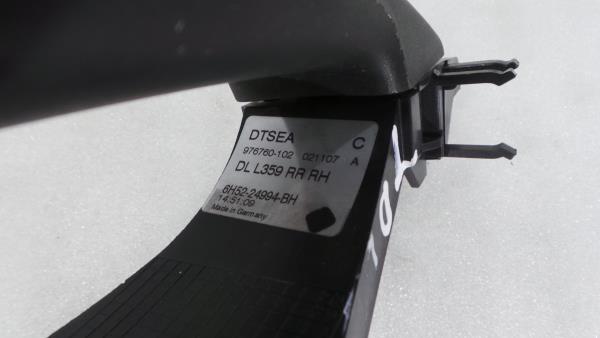 DTSEA C
976760-102 021107 A
DL L359 RR RH
6H52-24994-BH
14:51:09
Made in Germany